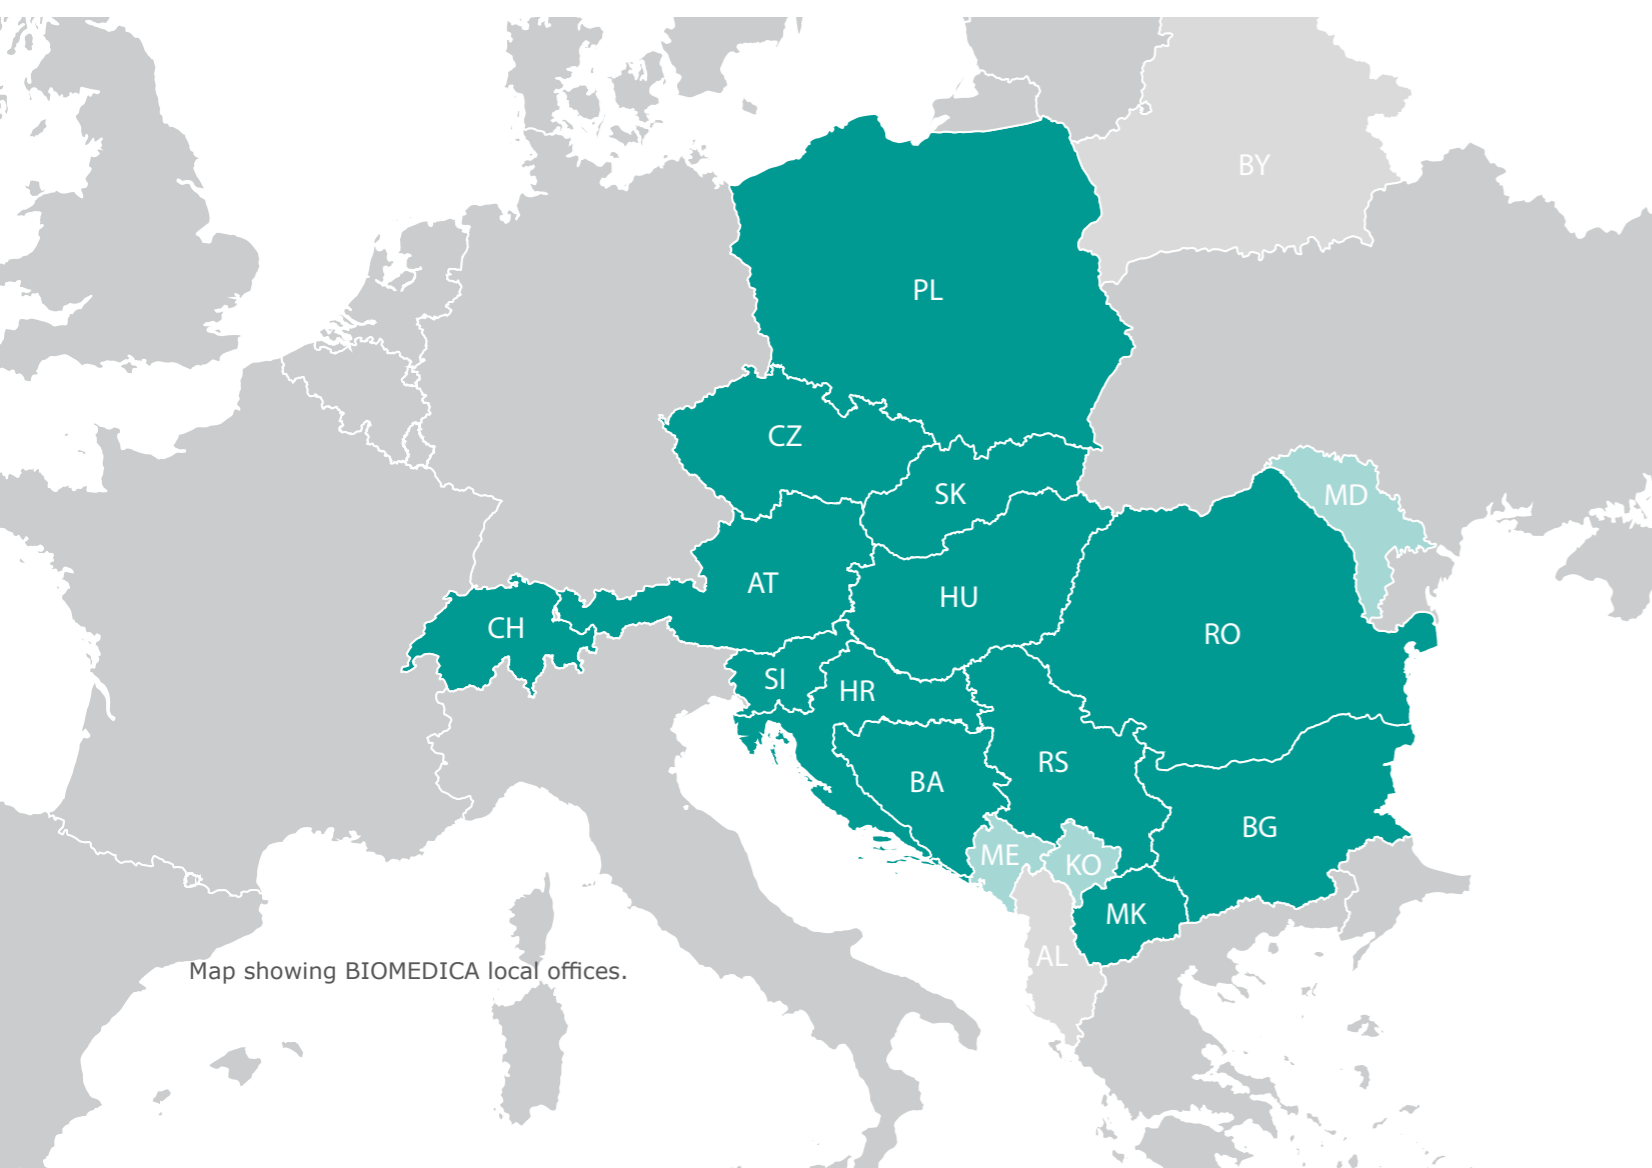 BY
PL
CZ
SK
MD
AT
HU
CH
RO
SI
HR
RS
BA
BG
ME
KO
MK
AL
Map showing BIOMEDICA local offices.